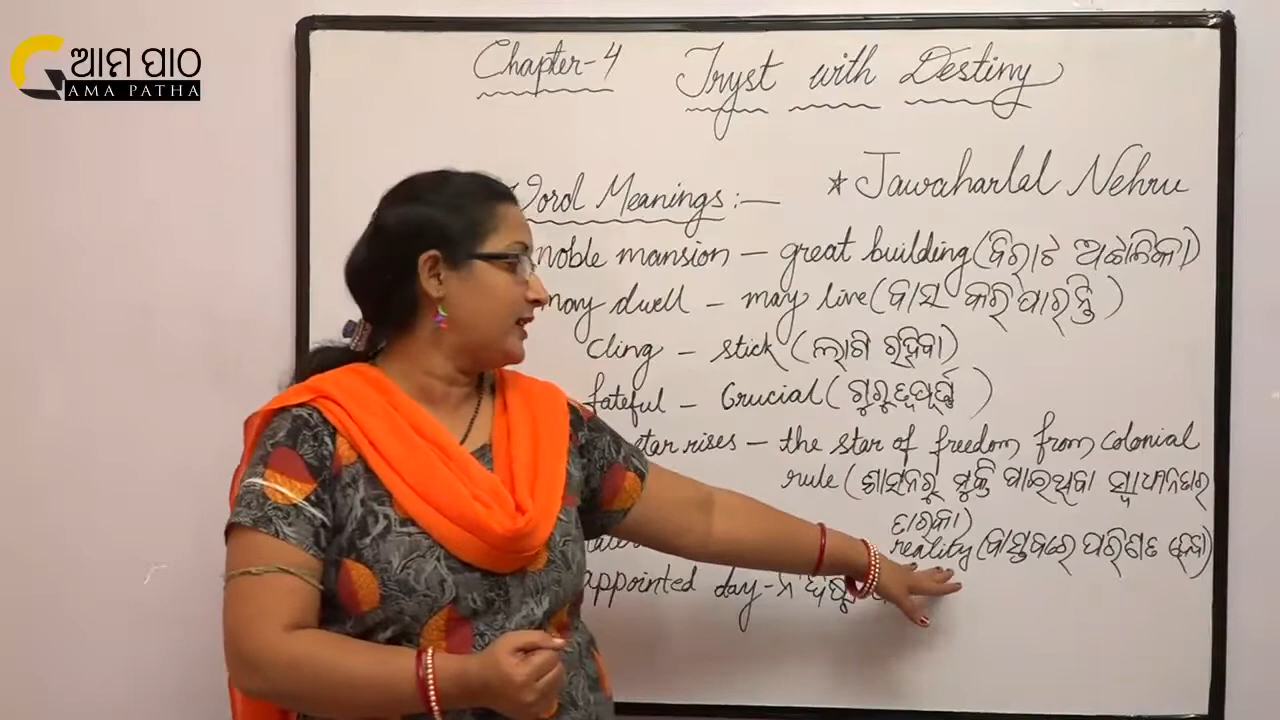 ଆମ ପାଠ
AMA PATHA
Chapter-4 Tryst with Destiny
Word Meanings :— * Jawaharlal Nehru
noble mansion — great building (ବିରାଟ ଅଟ୍ଟାଳିକା)
may dwell — may live (ବାସ କରିପାରନ୍ତି)
cling — stick (ଲାଗି ରହିବା)
fateful — Crucial (ଗୁରୁତ୍ୱପୂର୍ଣ୍ଣ)
star rises — the star of freedom from colonial
rule (ଶାସନରୁ ମୁକ୍ତି ପାଇଥିବା ସ୍ୱାଧୀନତାର
ତାରକା)
reality (ବାସ୍ତବରେ ପରିଣତ ହେବା)
appointed day -